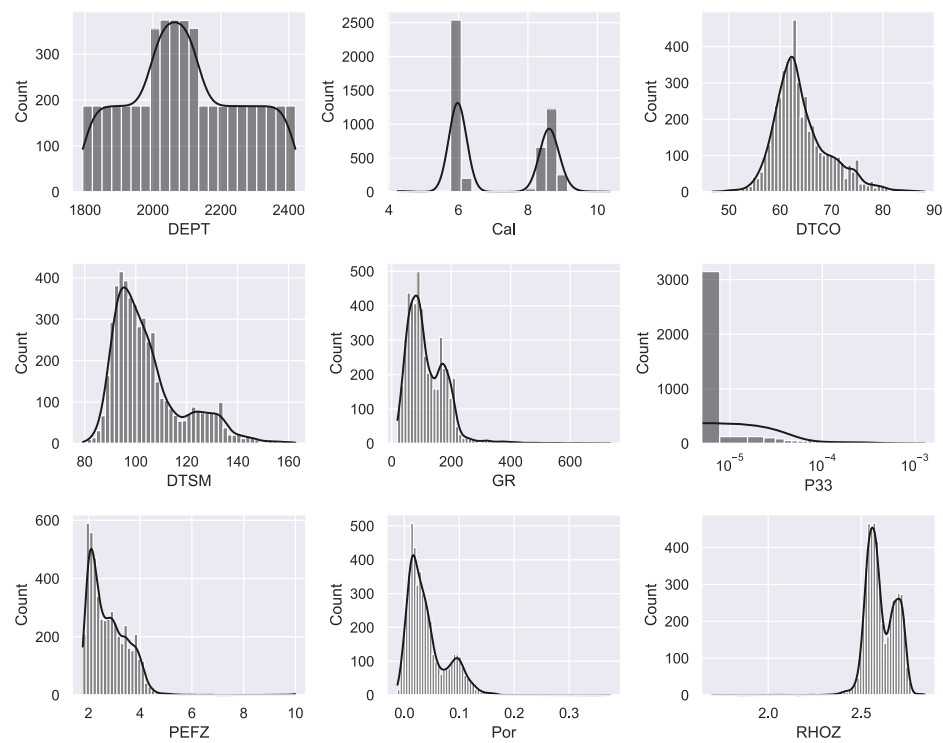 300
200
100
0
Count
1800 2000 2200 2400
DEPT
2500
2000
1500
1000
500
0
Count
4 6 8 10
Cal
400
300
200
100
0
Count
50 60 70 80 90
DTCO
400
300
200
100
0
Count
80 100 120 140 160
DTSM
500
400
300
200
100
0
Count
0 200 400 600
GR
3000
2000
1000
0
Count
10⁻⁵ 10⁻⁴ 10⁻³
P33
600
400
200
0
Count
2 4 6 8 10
PEFZ
500
400
300
200
100
0
Count
0.0 0.1 0.2 0.3
Por
400
300
200
100
0
Count
2.0 2.5
RHOZ